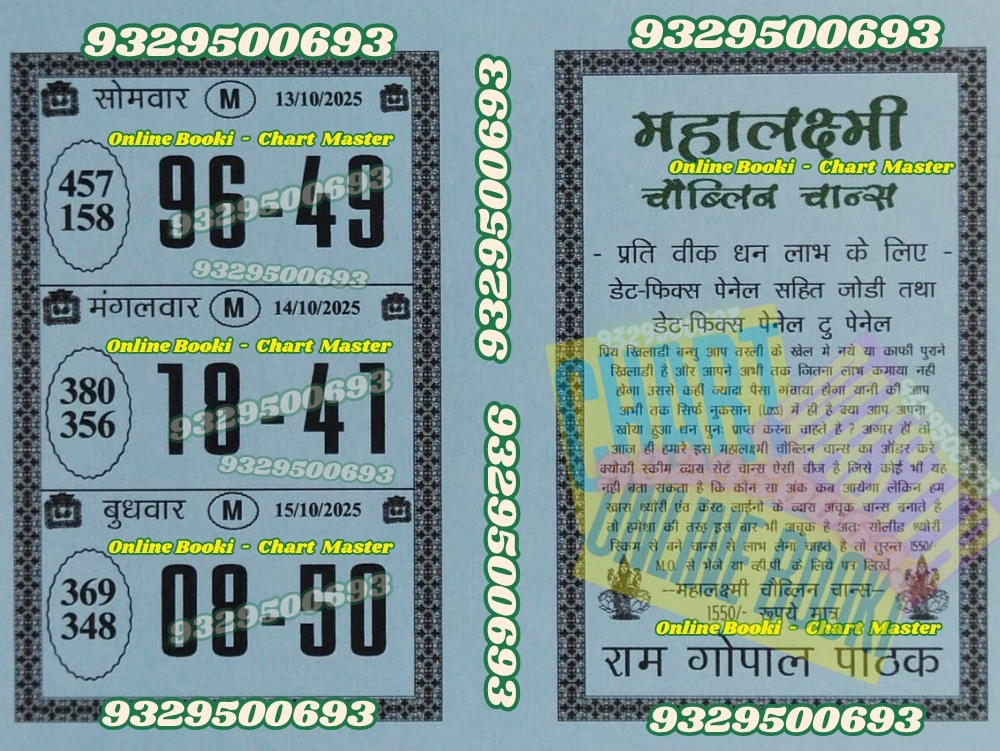 9329500693
सोमवार M 13/10/2025
Online Booki - Chart Master
457
158
96-49
9329500693
9329500693
मंगलवार M 14/10/2025
Online Booki - Chart Master
380
356
18-41
9329500693
9329500693
बुधवार M 15/10/2025
Online Booki - Chart Master
369
348
08-50
9329500693
9329500693
9329500693
9329500693
9329500693
महालक्ष्मी
Online Booki - Chart Master
चौब्लिन चान्स
- प्रति वीक धन लाभ के लिए -
डेट-फिक्स पेनेल सहित जोडी तथा
डेट-फिक्स पेनेल टु पेनेल
9329500693
प्रिय खिलाडी बन्धु आप वरली के खेल मे नये या काफी पुराने
खिलाडी है और आपने अभी तक जितना लाभ कमाया नही
होगा उससे कही ज्यादा पैसा गंवाया होगा यानी की आप
अभी तक सिर्फ नुकसान (Loss) में ही है क्या आप अपना
खोया हुआ धन पुनः प्राप्त करना चाहते है ? अगर हाँ तो
आज ही हमारे इस महालक्ष्मी चौब्लिन चान्स का ऑडर करे
क्योकी स्कीम व्दारा सेट चान्स ऐसी चीज है जिसे कोई भी यह
नही बता सकता है कि कौन सा अंक कब आयेगा लेकिन हम
खास थ्योरी एंव करंट लाईनो के व्दारा अचूक चान्स बनाते है
तो हमेशा की तरह इस बार भी अचूक है अतः सोलीड थ्योरी
स्किम से बने चान्स से लाभ लेना चाहते है तो तुरन्त 1550/-
M.O. से भेजे या व्ही.पी. के लिये पत्र लिखें
CHART
ONLINE BOOKI
--महालक्ष्मी चौब्लिन चान्स--
1550/- रूपये मात्र
Online Booki - Chart Master
राम गोपाल पाठक
9329500693